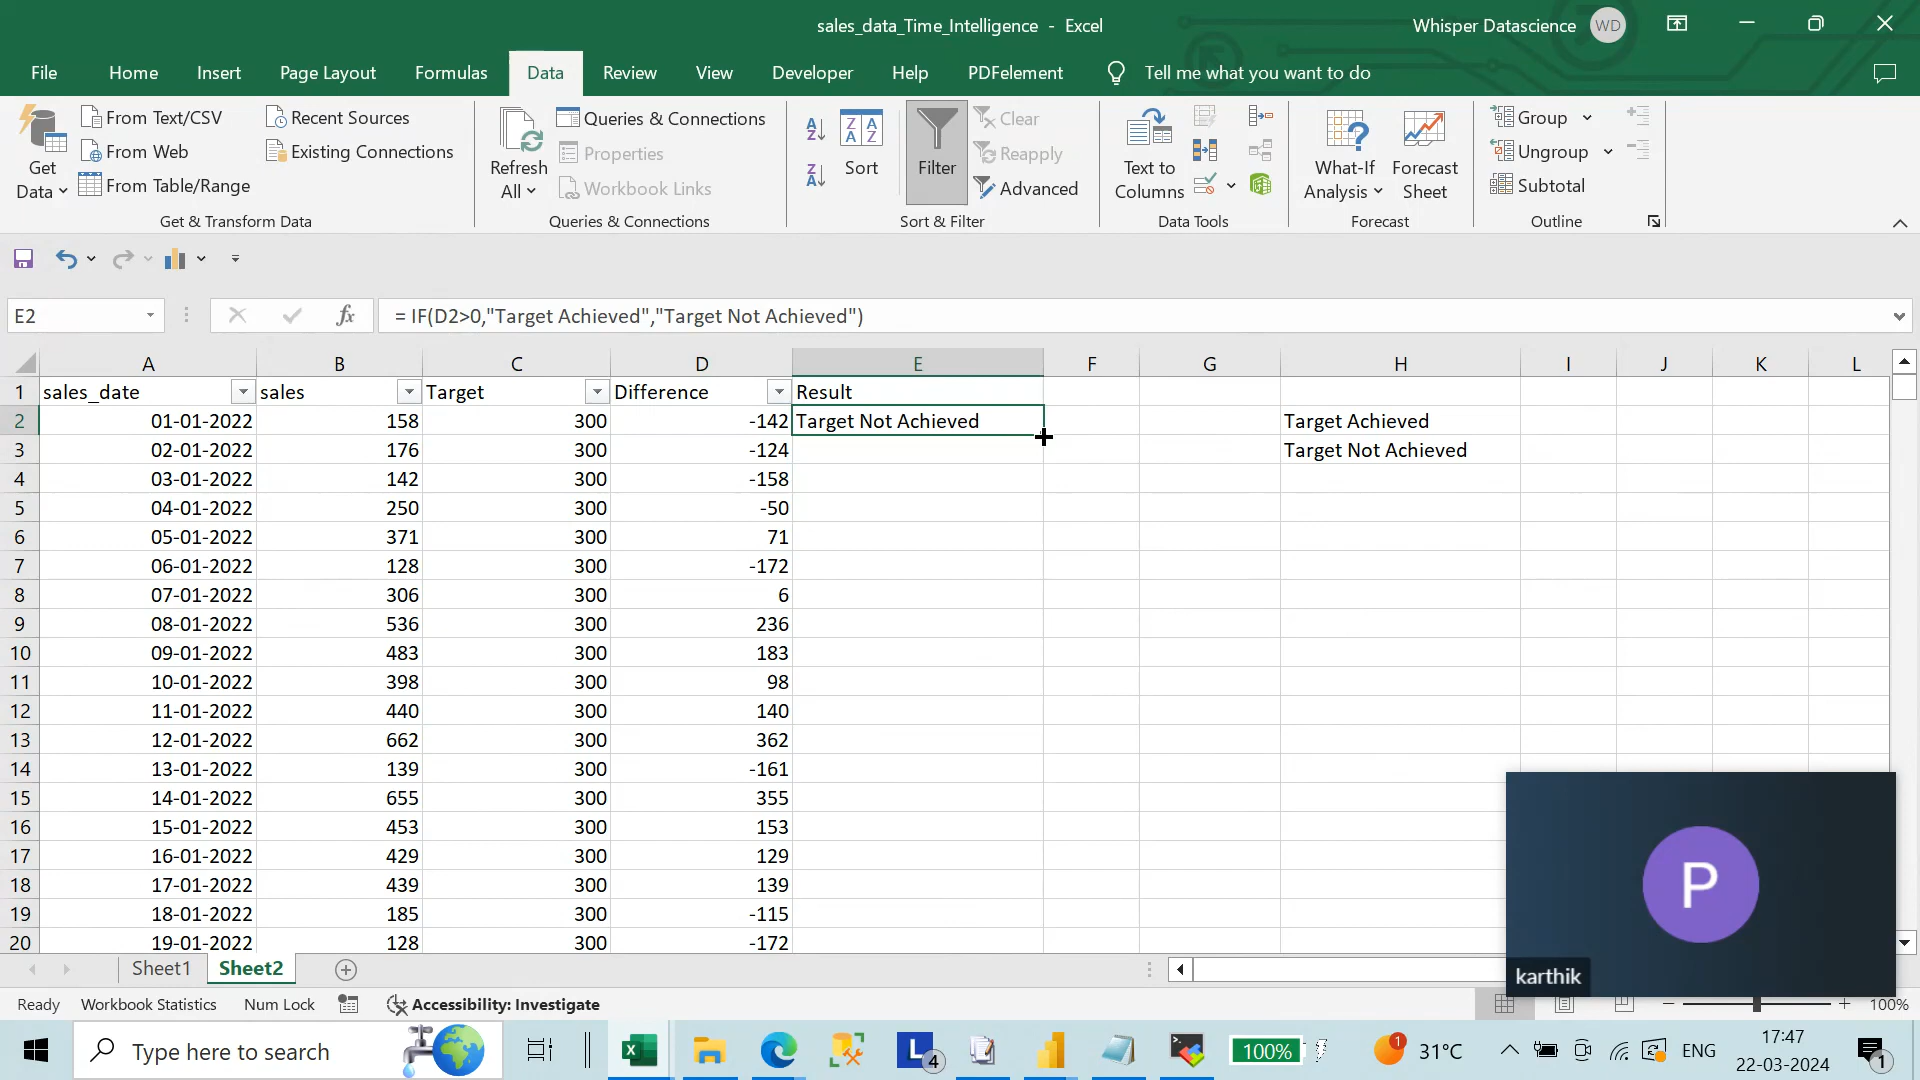 sales_data_Time_Intelligence - Excel
Whisper Datascience WD
File Home Insert Page Layout Formulas Data Review View Developer Help PDFelement Tell me what you want to do
Get Data
From Text/CSV
From Web
From Table/Range
Recent Sources
Existing Connections
Get & Transform Data
Refresh All
Queries & Connections
Properties
Workbook Links
Queries & Connections
Sort
Filter
Clear
Reapply
Advanced
Sort & Filter
Text to Columns
Data Tools
What-If Analysis
Forecast Sheet
Forecast
Group
Ungroup
Subtotal
Outline
E2 fx = IF(D2>0,"Target Achieved","Target Not Achieved")
A B C D E F G H I J K L
1 sales_date sales Target Difference Result
2 01-01-2022 158 300 -142 Target Not Achieved Target Achieved
3 02-01-2022 176 300 -124 Target Not Achieved
4 03-01-2022 142 300 -158
5 04-01-2022 250 300 -50
6 05-01-2022 371 300 71
7 06-01-2022 128 300 -172
8 07-01-2022 306 300 6
9 08-01-2022 536 300 236
10 09-01-2022 483 300 183
11 10-01-2022 398 300 98
12 11-01-2022 440 300 140
13 12-01-2022 662 300 362
14 13-01-2022 139 300 -161
15 14-01-2022 655 300 355
16 15-01-2022 453 300 153
17 16-01-2022 429 300 129
18 17-01-2022 439 300 139
19 18-01-2022 185 300 -115
20 19-01-2022 128 300 -172
P
karthik
Sheet1 Sheet2
Ready Workbook Statistics Num Lock Accessibility: Investigate 100%
Type here to search
4
100%
1
31°C
ENG
17:47
22-03-2024
1